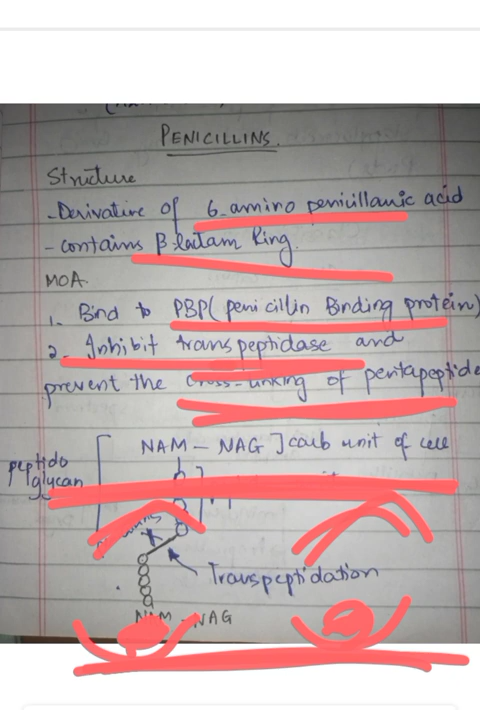 PENICILLINS.
Structure
- Derivative of 6-amino penicillanic acid
- contains β-lactam Ring.
MOA.
1. Bind to PBP (penicillin Binding protein)
2. Inhibit transpeptidase and
prevent the cross-linking of pentapeptide
NAM - NAG ] carb unit of cell
peptido
glycan
Transpeptidation
NAM - NAG